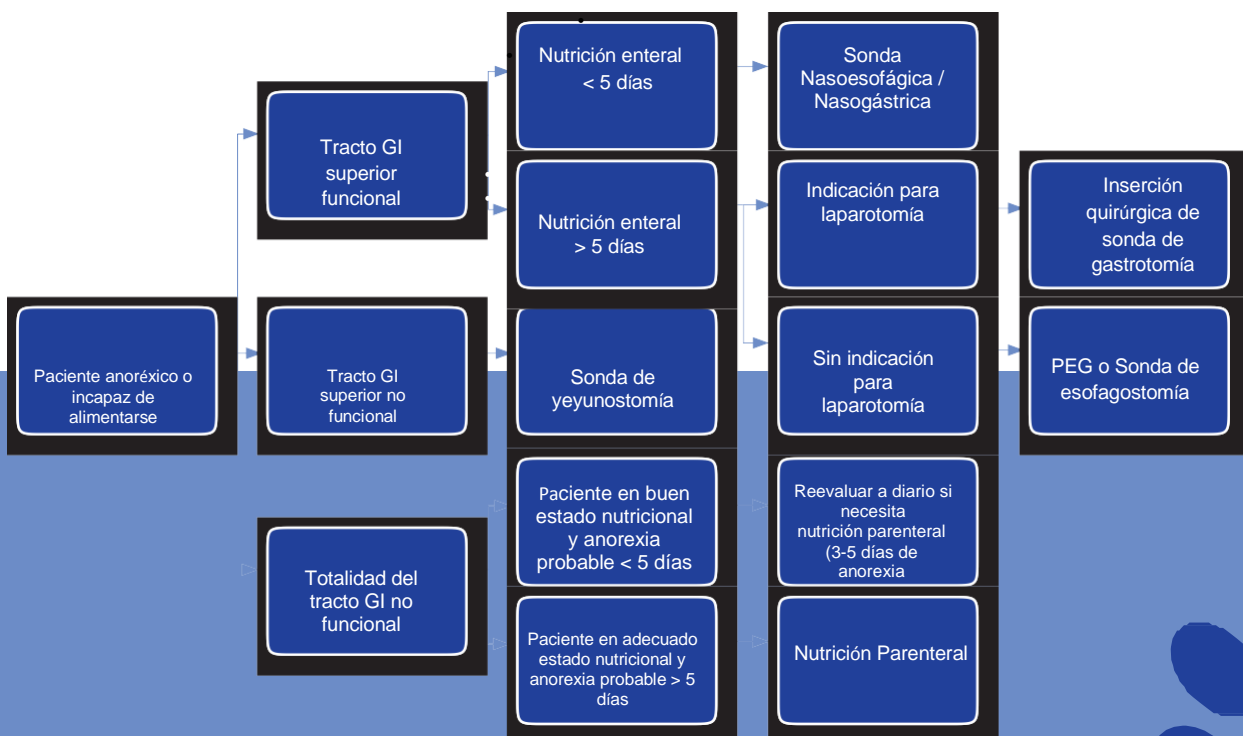 Paciente anoréxico o
incapaz de
alimentarse
Tracto GI
superior
funcional
Tracto GI
superior no
funcional
Totalidad del
tracto GI no
funcional
Nutrición enteral
< 5 días
Nutrición enteral
> 5 días
Sonda de
yeyunostomía
Paciente en buen
estado nutricional
y anorexia
probable < 5 días
Paciente en adecuado
estado nutricional y
anorexia probable > 5
días
Sonda
Nasoesofágica /
Nasogástrica
Indicación para
laparotomía
Sin indicación
para
laparotomía
Reevaluar a diario si
necesita
nutrición parenteral
(3-5 días de
anorexia
Nutrición Parenteral
Inserción
quirúrgica de
sonda de
gastrotomía
PEG o Sonda de
esofagostomía